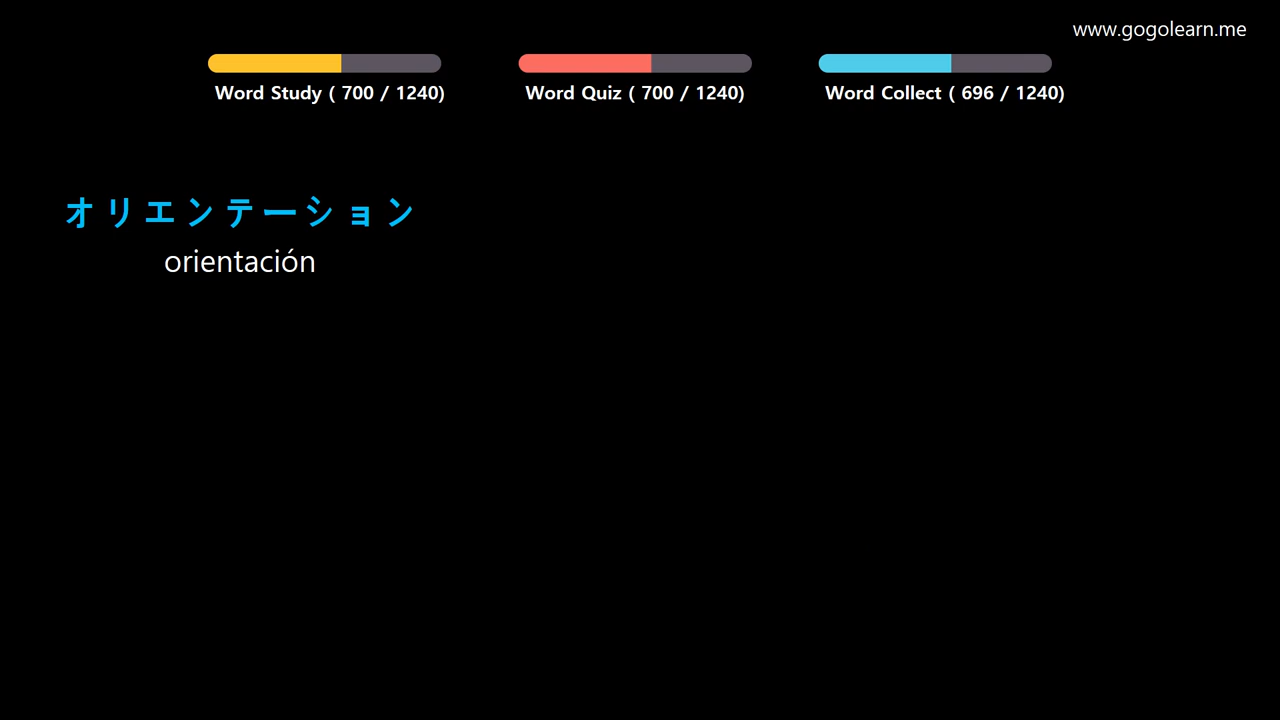 www.gogolearn.me
Word Study ( 700 / 1240)
Word Quiz ( 700 / 1240)
Word Collect ( 696 / 1240)
オリエンテーション
orientación